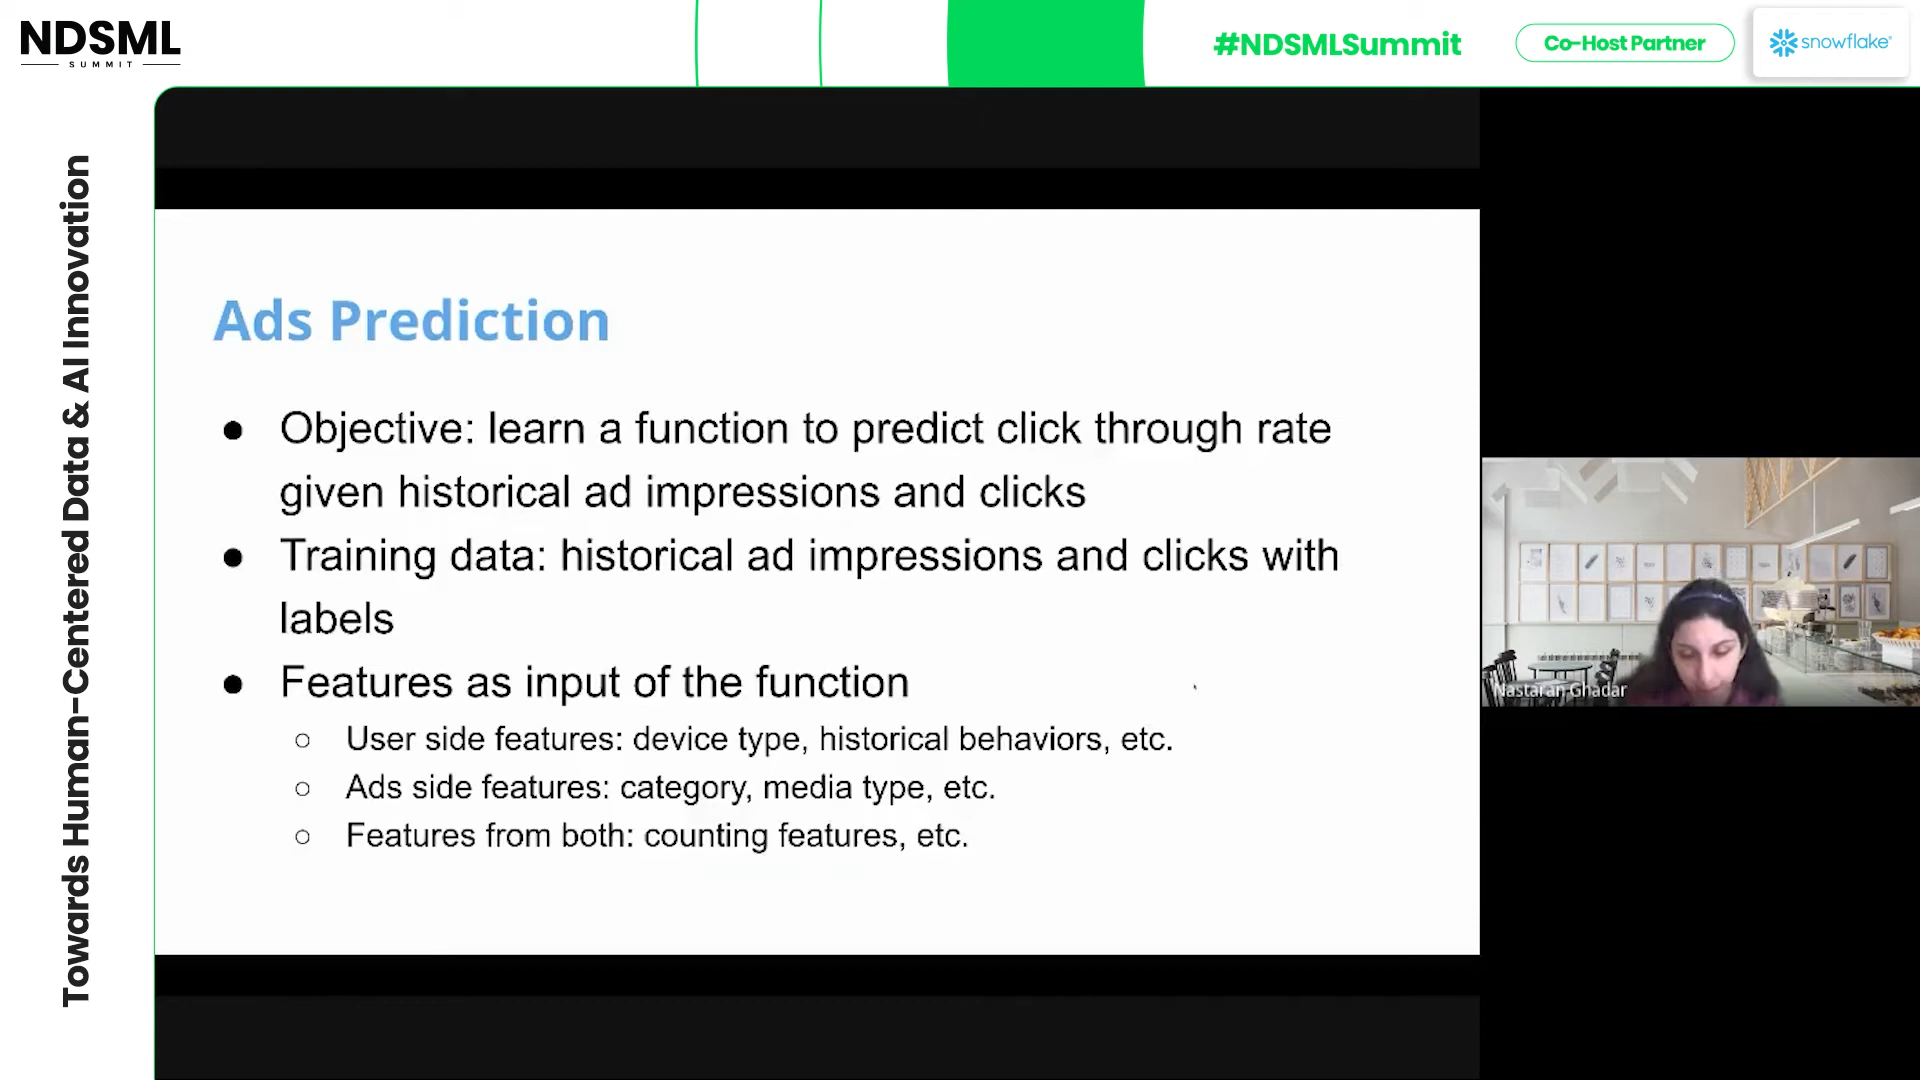 NDSML
SUMMIT
#NDSMLSummit
Co-Host Partner
snowflake®
Towards Human-Centered Data & AI Innovation
Ads Prediction
● Objective: learn a function to predict click through rate
given historical ad impressions and clicks
● Training data: historical ad impressions and clicks with
labels
● Features as input of the function
○ User side features: device type, historical behaviors, etc.
○ Ads side features: category, media type, etc.
○ Features from both: counting features, etc.
Nastaran Ghadar